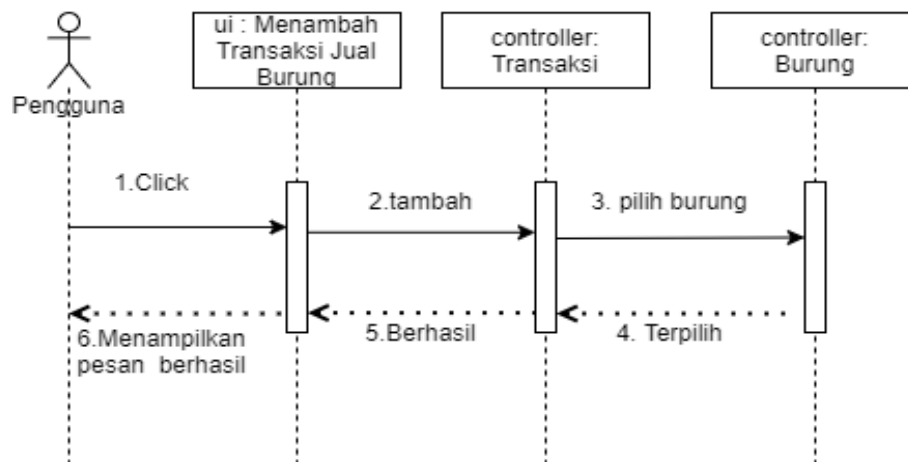 ui : Menambah
Transaksi Jual
Burung
controller:
Transaksi
controller:
Burung
Pengguna
1.Click
2.tambah
3. pilih burung
4. Terpilih
5.Berhasil
6.Menampilkan
pesan berhasil